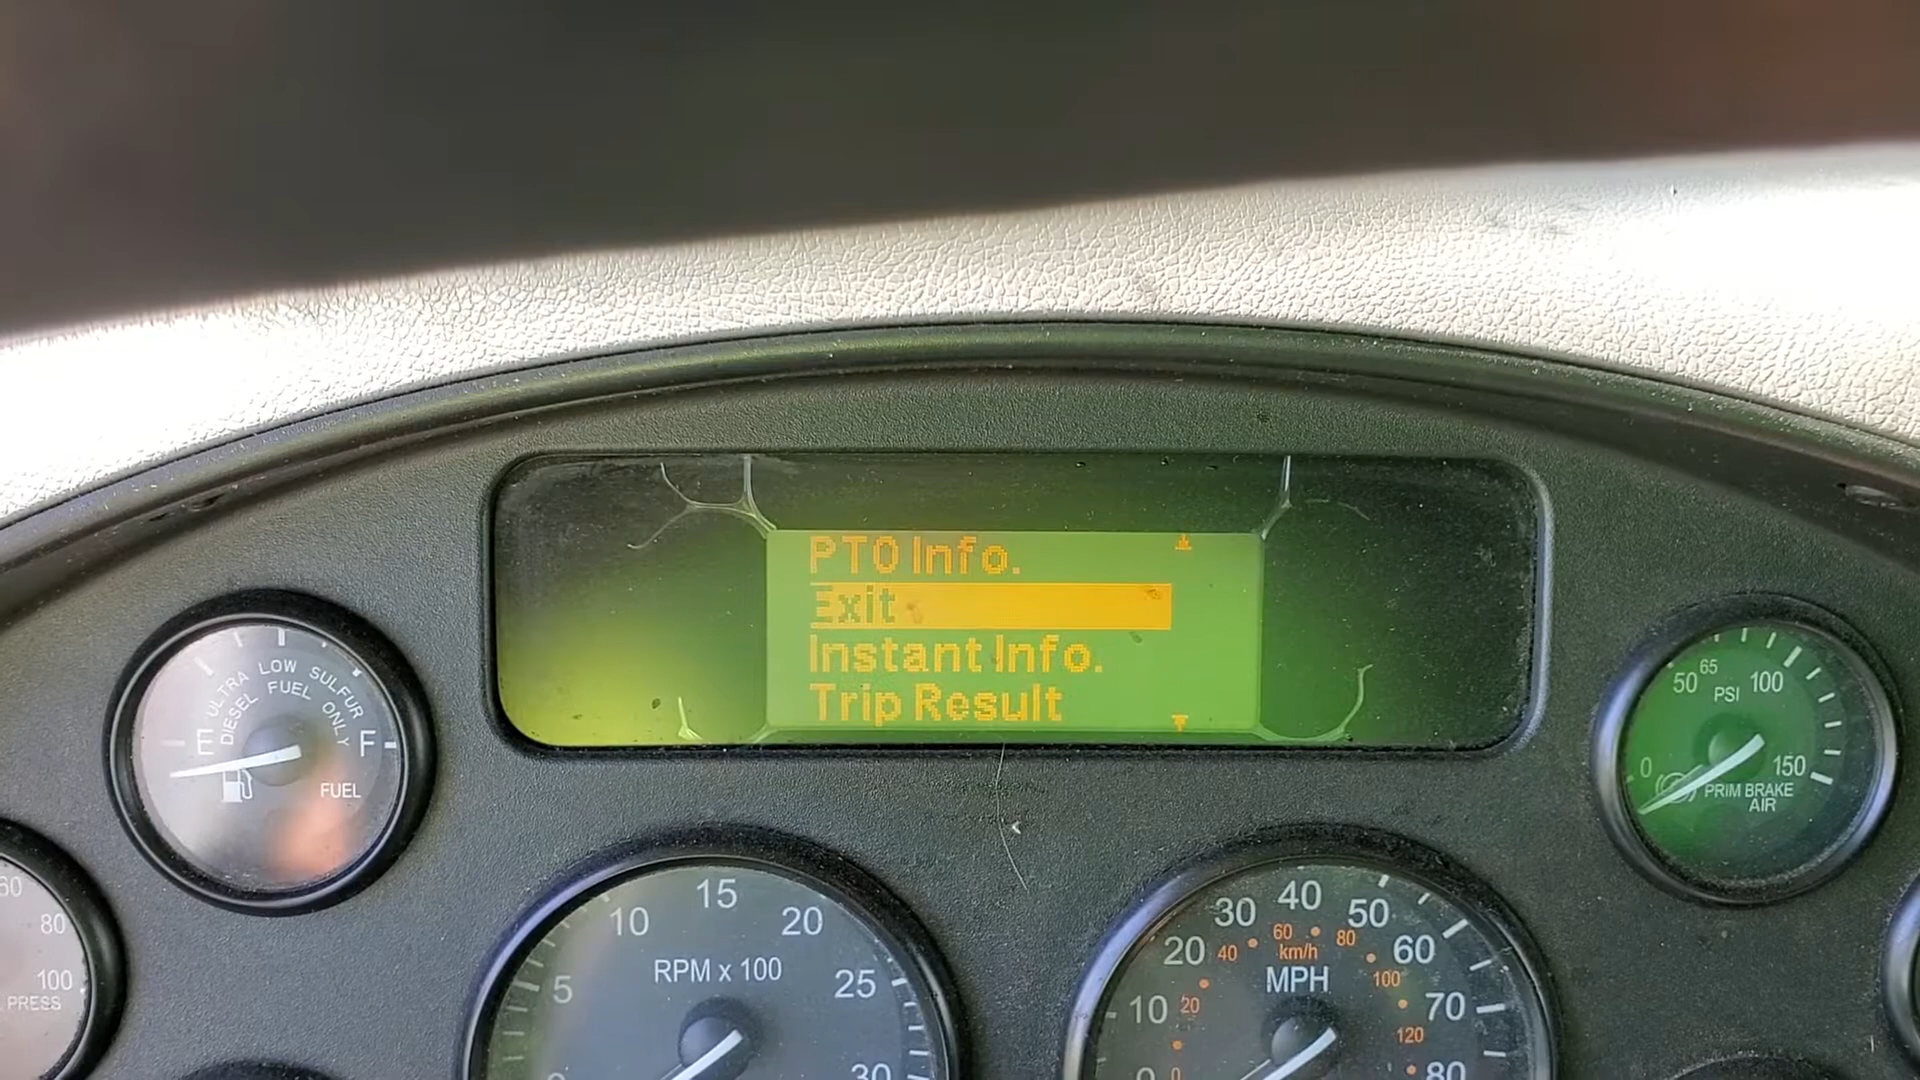 PTO Info.
Exit
Instant Info.
Trip Result
ULTRA LOW SULFUR
DIESEL FUEL ONLY
E
F
FUEL
50
65
100
PSI
0
150
PRIM BRAKE
AIR
60
80
100
PRESS
5
10
15
20
25
30
RPM x 100
0
10
20
30
40
50
60
70
80
MPH
0
20
40
60
80
100
120
km/h